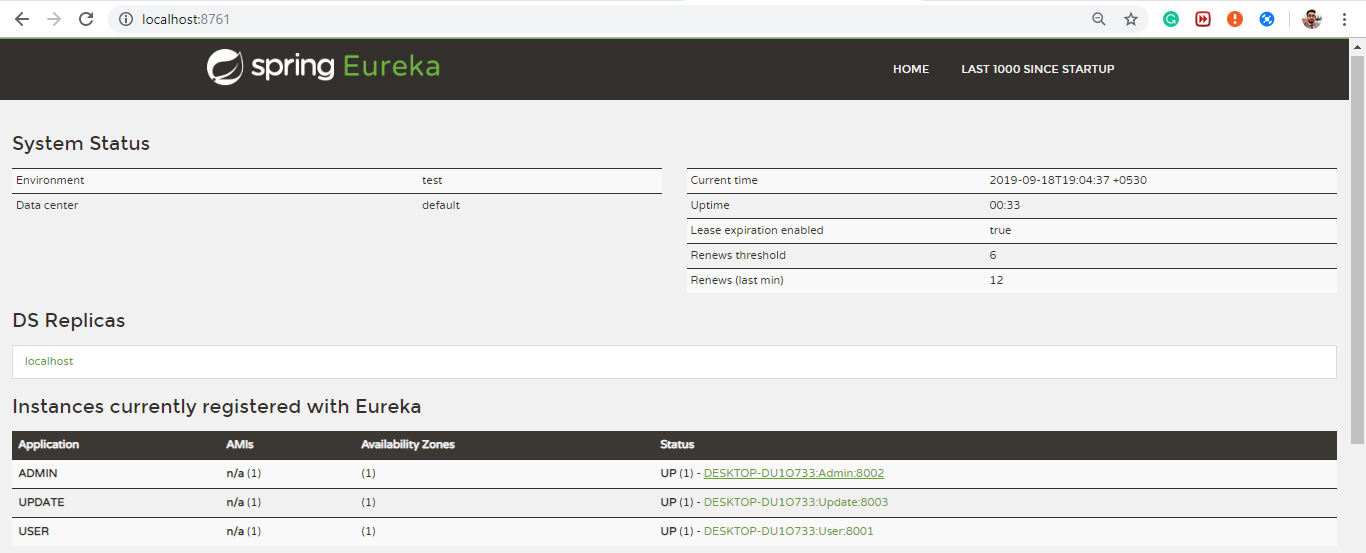 localhost:8761
spring Eureka
HOME LAST 1000 SINCE STARTUP
System Status
Environment test
Data center default
Current time 2019-09-18T19:04:37 +0530
Uptime 00:33
Lease expiration enabled true
Renews threshold 6
Renews (last min) 12
DS Replicas
localhost
Instances currently registered with Eureka
Application AMIs Availability Zones Status
ADMIN n/a (1) (1) UP (1) - DESKTOP-DU1O733:Admin:8002
UPDATE n/a (1) (1) UP (1) - DESKTOP-DU1O733:Update:8003
USER n/a (1) (1) UP (1) - DESKTOP-DU1O733:User:8001